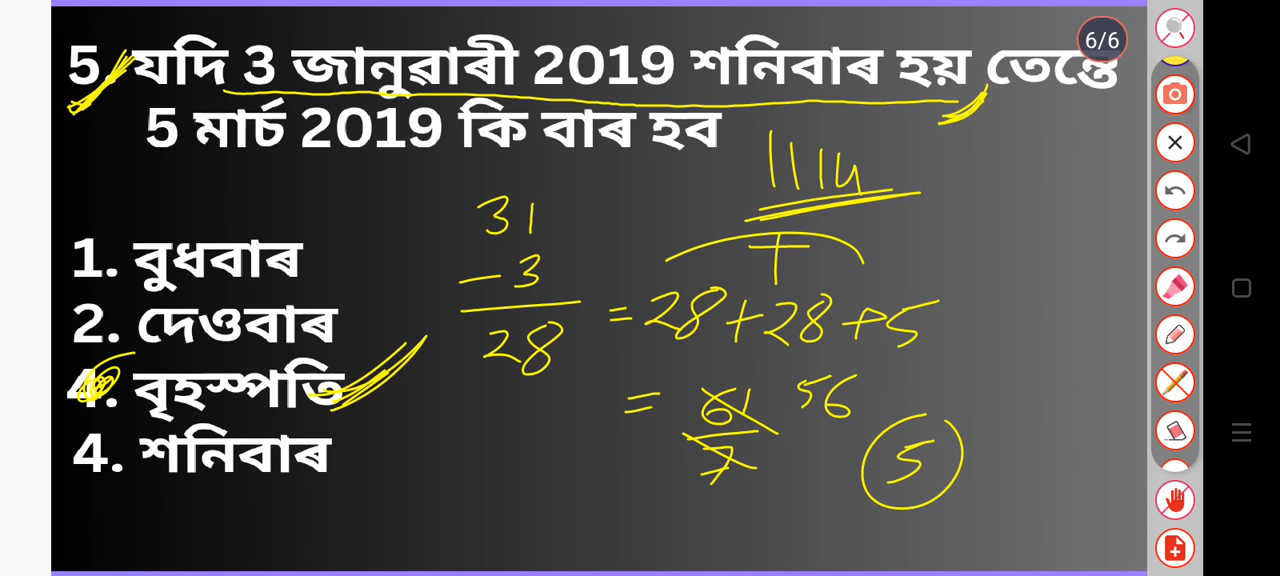 6/6
5. যদি 3 জানুৱাৰী 2019 শনিবাৰ হয় তেন্তে
5 মাৰ্চ 2019 কি বাৰ হব
31
- 3
28
= 28+28+5
= 61 56
7
5
1. বুধবাৰ
2. দেওবাৰ
4. বৃহস্পতি
4. শনিবাৰ